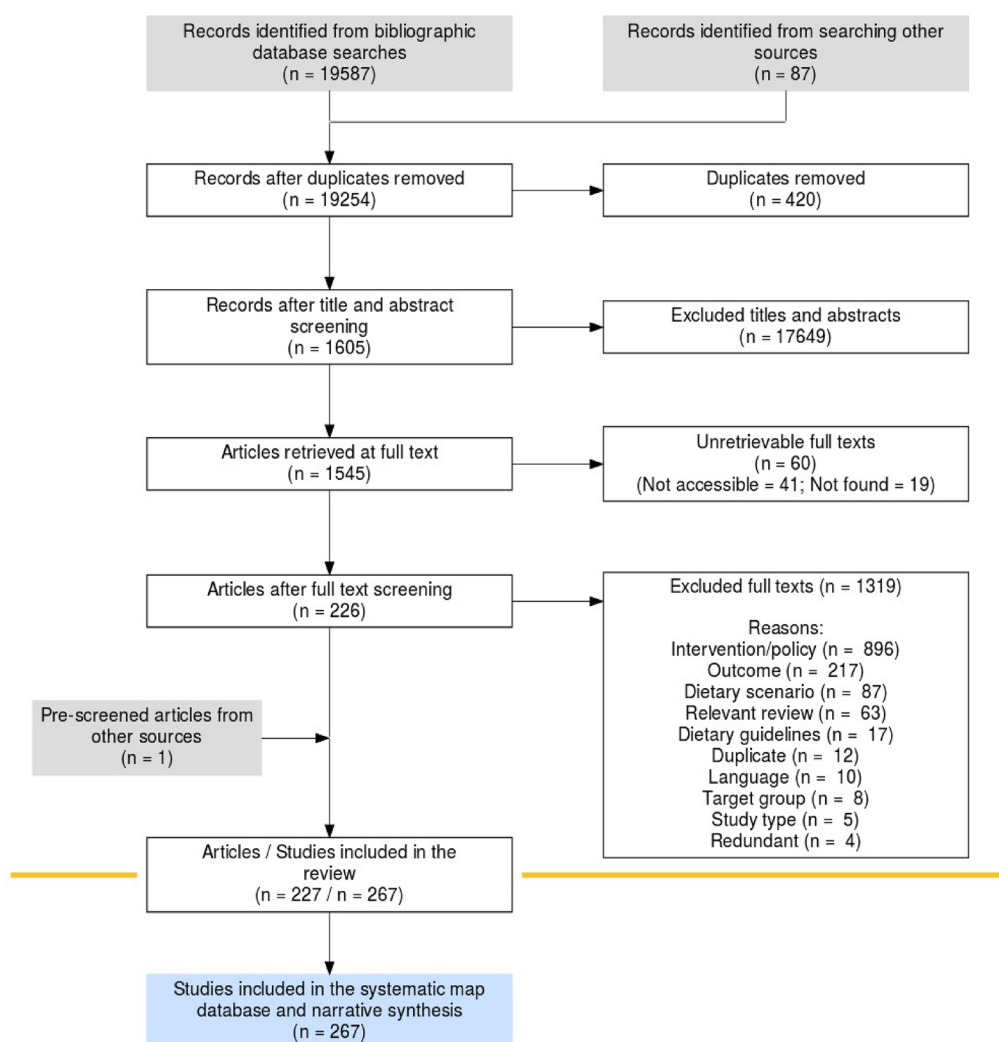 Records identified from bibliographic
database searches
(n = 19587)
Records identified from searching other
sources
(n = 87)
Records after duplicates removed
(n = 19254)
Duplicates removed
(n = 420)
Records after title and abstract
screening
(n = 1605)
Excluded titles and abstracts
(n = 17649)
Articles retrieved at full text
(n = 1545)
Unretrievable full texts
(n = 60)
(Not accessible = 41; Not found = 19)
Articles after full text screening
(n = 226)
Excluded full texts (n = 1319)
Reasons:
Intervention/policy (n =  896)
Outcome (n =  217)
Dietary scenario (n =  87)
Relevant review (n =  63)
Dietary guidelines (n =  17)
Duplicate (n =  12)
Language (n =  10)
Target group (n =  8)
Study type (n =  5)
Redundant (n =  4)
Pre-screened articles from
other sources
(n = 1)
Articles / Studies included in the
review
(n = 227 / n = 267)
Studies included in the systematic map
database and narrative synthesis
(n = 267)